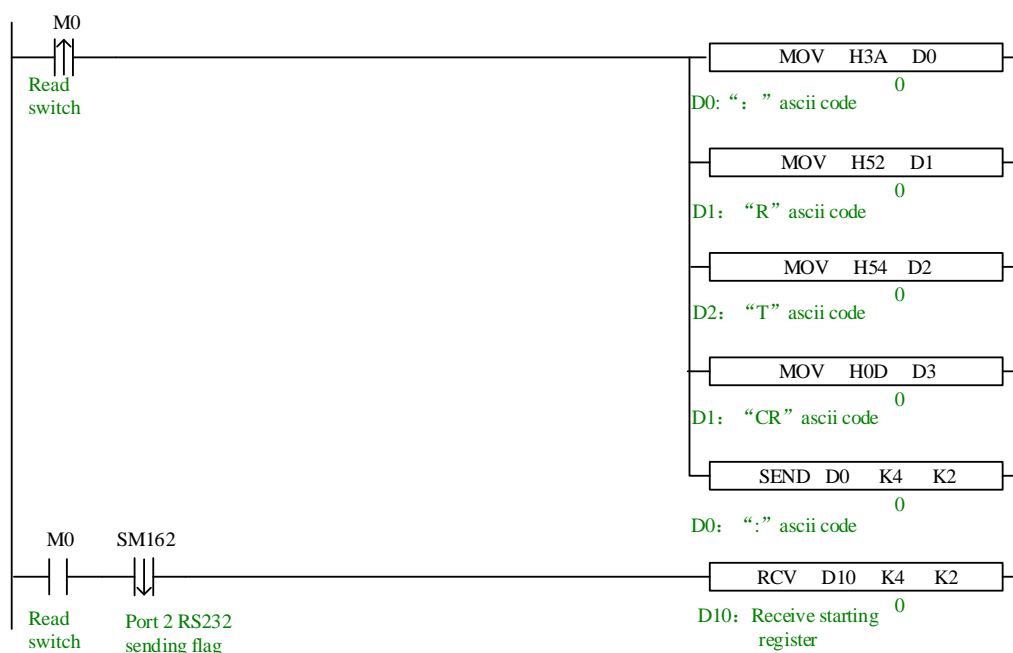 M0
MOV H3A D0
Read
switch
0
D0: “： ” ascii code
MOV H52 D1
0
D1： “R” ascii code
MOV H54 D2
0
D2： “T” ascii code
MOV H0D D3
0
D1： “CR” ascii code
SEND D0 K4 K2
0
D0： “:” ascii code
M0 SM162
RCV D10 K4 K2
0
Read
switch
Port 2 RS232
sending flag
D10：Receive starting
register